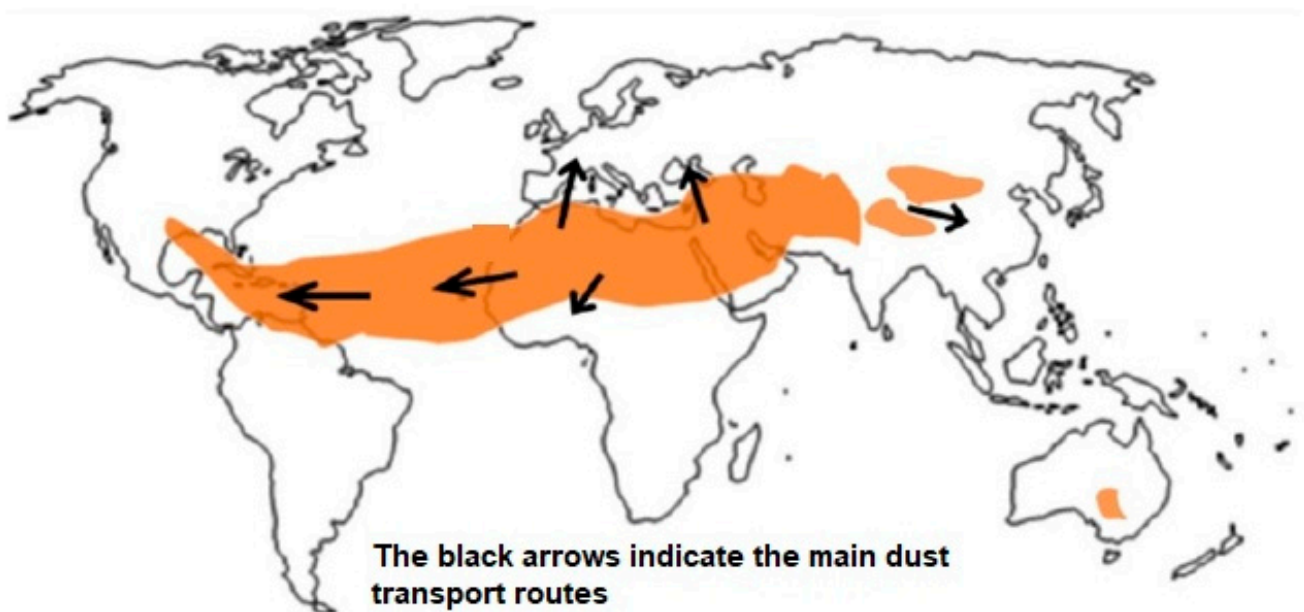 The black arrows indicate the main dust
transport routes